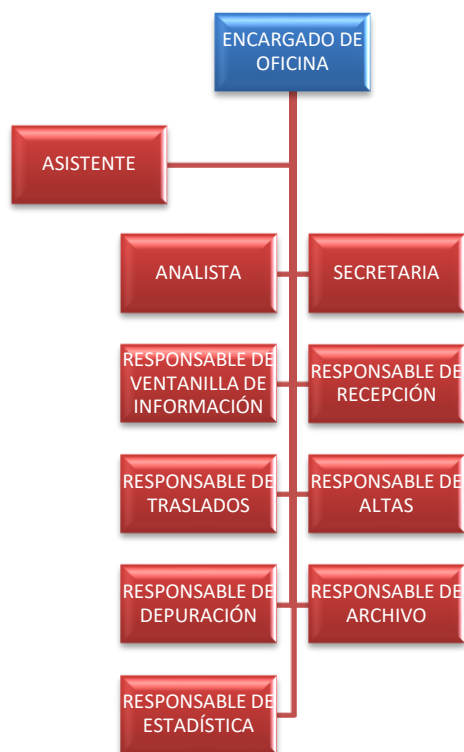 ENCARGADO DE
OFICINA
ASISTENTE
ANALISTA
SECRETARIA
RESPONSABLE DE
VENTANILLA DE
INFORMACIÓN
RESPONSABLE DE
RECEPCIÓN
RESPONSABLE DE
TRASLADOS
RESPONSABLE DE
ALTAS
RESPONSABLE DE
DEPURACIÓN
RESPONSABLE DE
ARCHIVO
RESPONSABLE DE
ESTADÍSTICA